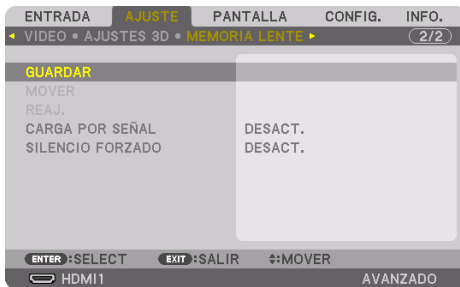 ENTRADA AJUSTE PANTALLA CONFIG. INFO.
VIDEO • AJUSTES 3D • MEMORIA LENTE 2/2
GUARDAR
MOVER
REAJ.
CARGA POR SEÑAL DESACT.
SILENCIO FORZADO DESACT.
ENTER :SELECT EXIT :SALIR :MOVER
HDMI1 AVANZADO